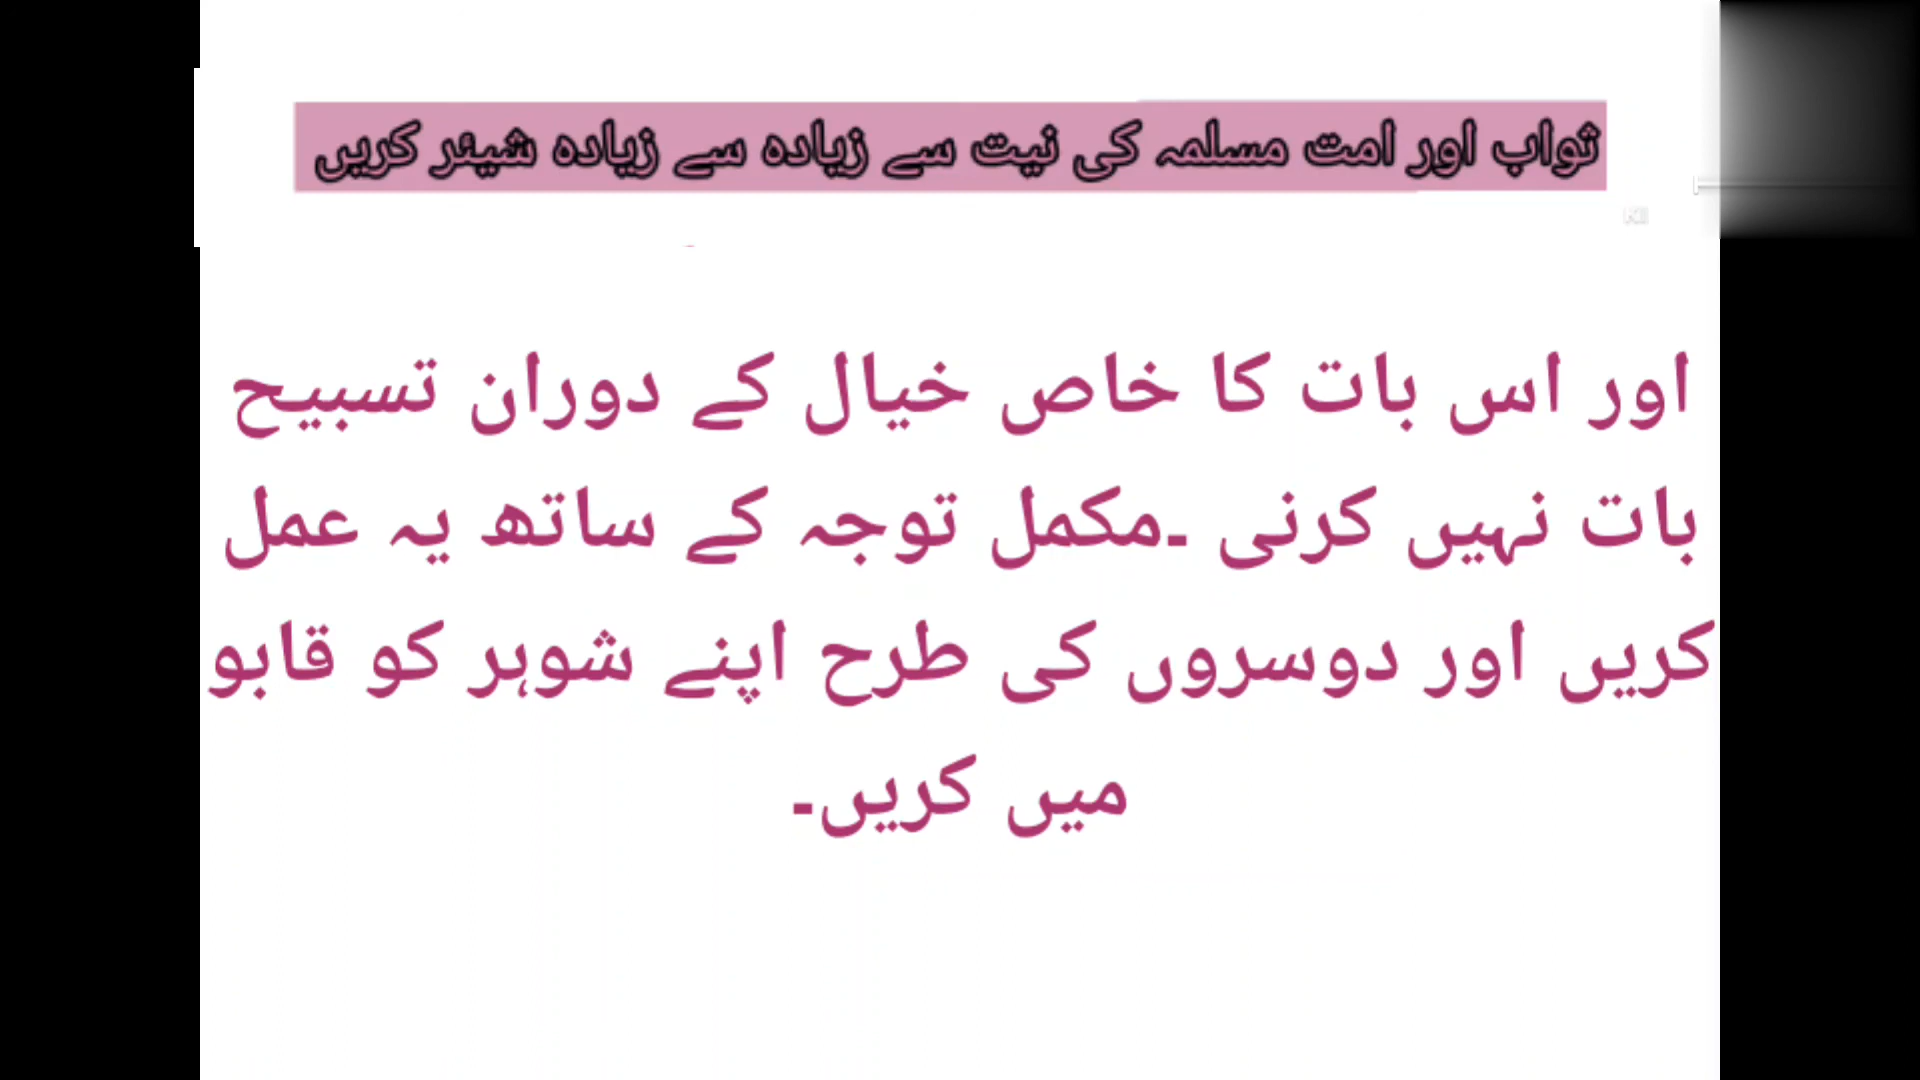 ثواب اور امت مسلمہ کی نیت سے زیادہ سے زیادہ شیئر کریں
اور اس بات کا خاص خیال کے دوران تسبیح
بات نہیں کرنی ۔مکمل توجہ کے ساتھ یہ عمل
کریں اور دوسروں کی طرح اپنے شوہر کو قابو
میں کریں۔